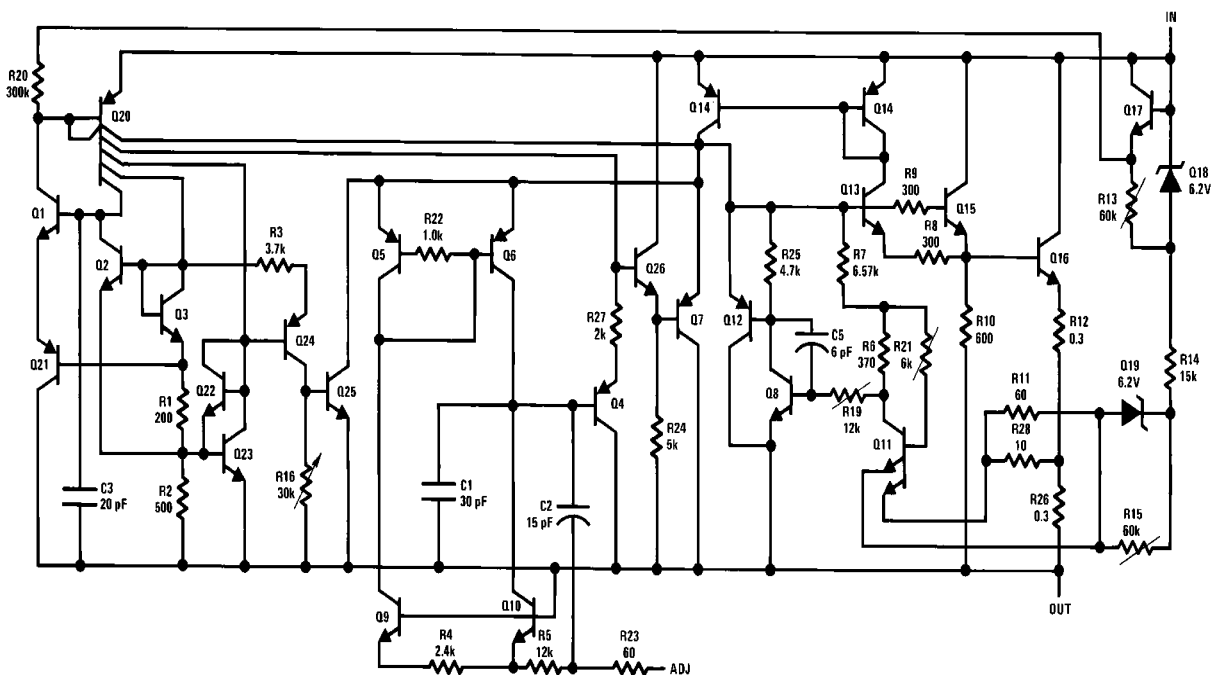 IN
R20
300k
Q20
Q14
Q14
Q17
Q18
6.2V
R13
60k
Q1
R9
300
Q13
Q15
R22
1.0k
R3
3.7k
R8
300
Q2
Q5
Q6
R25
4.7k
R7
6.57k
Q16
Q26
Q3
R27
2k
Q7
Q12
C5
6 pF
R10
600
R12
0.3
Q24
R6
370
R21
6k
Q21
Q22
Q25
Q19
6.2V
R14
15k
R1
200
Q4
Q8
R19
12k
R11
60
R24
5k
Q11
R28
10
Q23
R16
30k
C3
20 pF
R2
500
C1
30 pF
C2
15 pF
R26
0.3
R15
60k
OUT
Q9
Q10
R4
2.4k
R5
12k
R23
60
ADJ